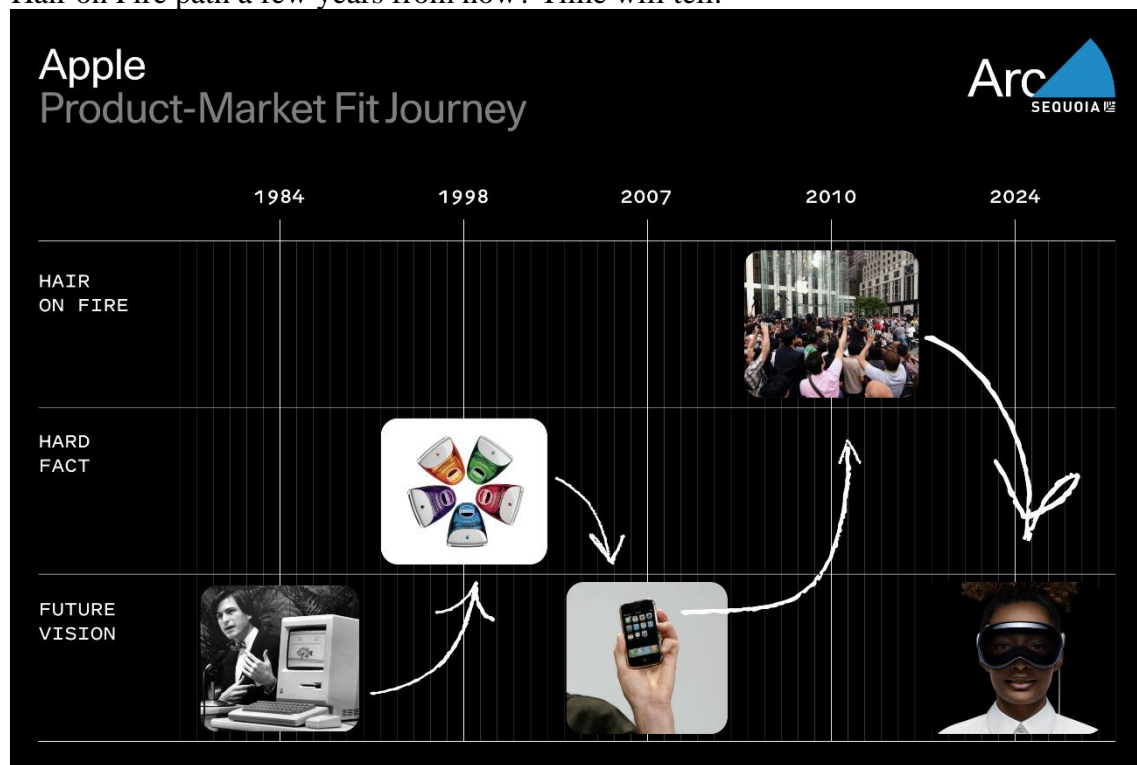 Hair on Fire path a few years from now? Time will tell.
Apple
Product-Market Fit Journey
Arc
SEQUOIA
1984 1998 2007 2010 2024
HAIR
ON FIRE
HARD
FACT
FUTURE
VISION